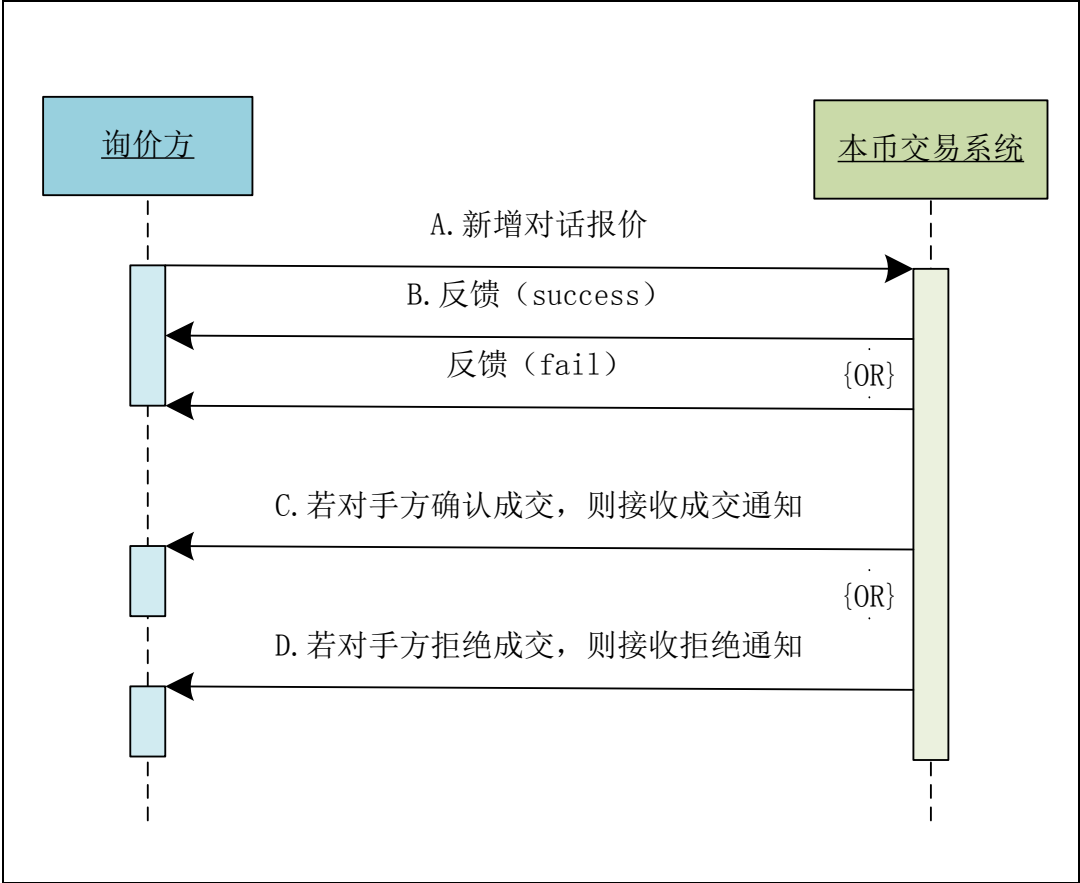 询价方
本币交易系统
A.新增对话报价
B.反馈（success）
反馈（fail）
{OR}
C.若对手方确认成交，则接收成交通知
{OR}
D.若对手方拒绝成交，则接收拒绝通知